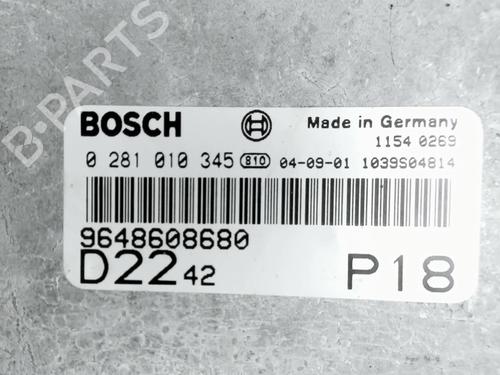 B-PARTS
BOSCH Made in Germany
1154 0269
0 281 010 345 810 04-09-01 1039S04814
9648608680
D22 42 P18